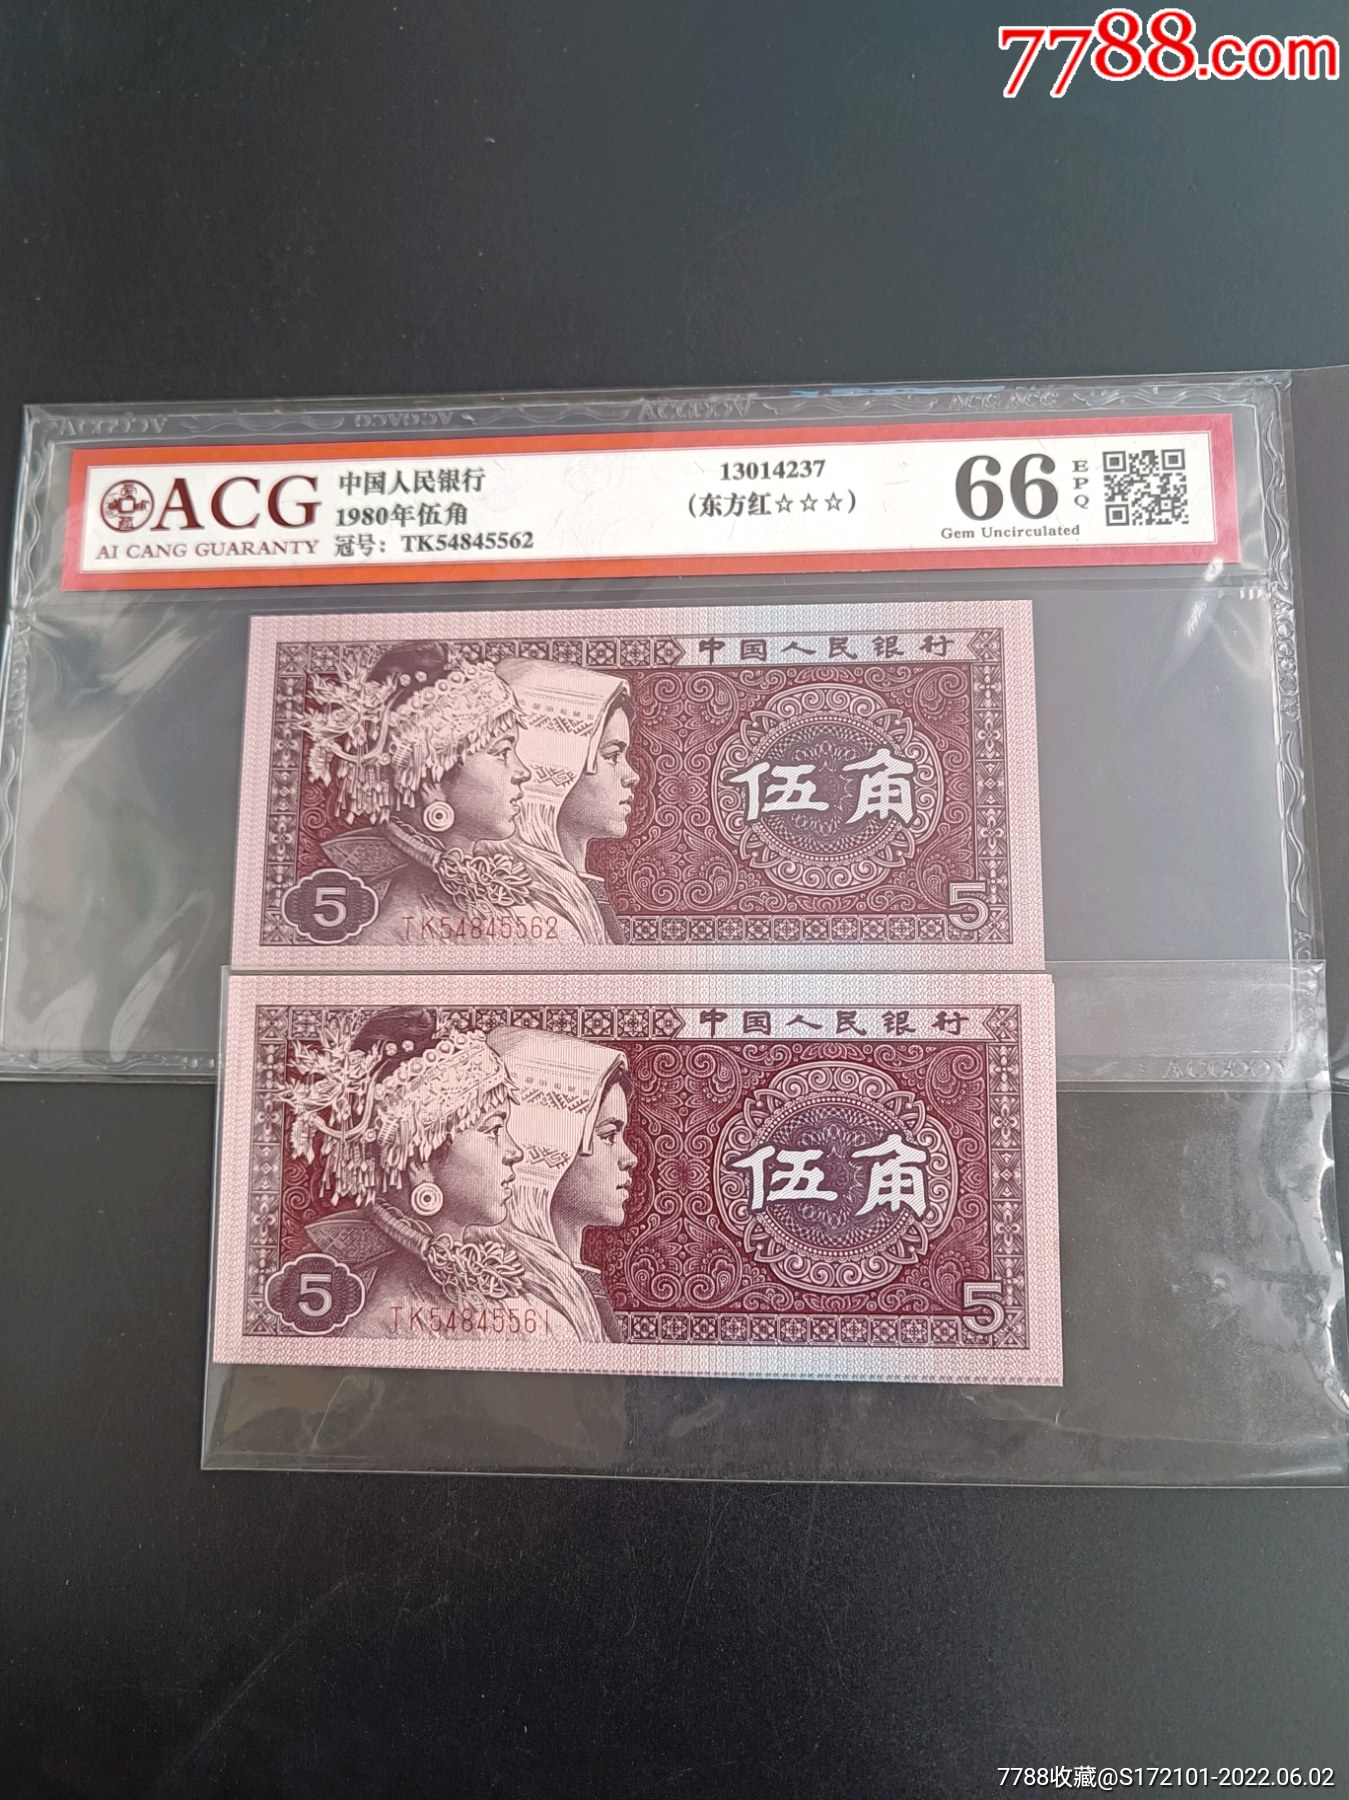 7788.com
ACG
AI CANG GUARANTY
中国人民银行
1980年伍角
冠号：TK54845562
13014237
（东方红☆☆☆）
66
EPQ
Gem Uncirculated
中国人民银行
伍角
5
TK54845562
5
中国人民银行
伍角
5
TK54845561
5
7788收藏@S172101-2022.06.02